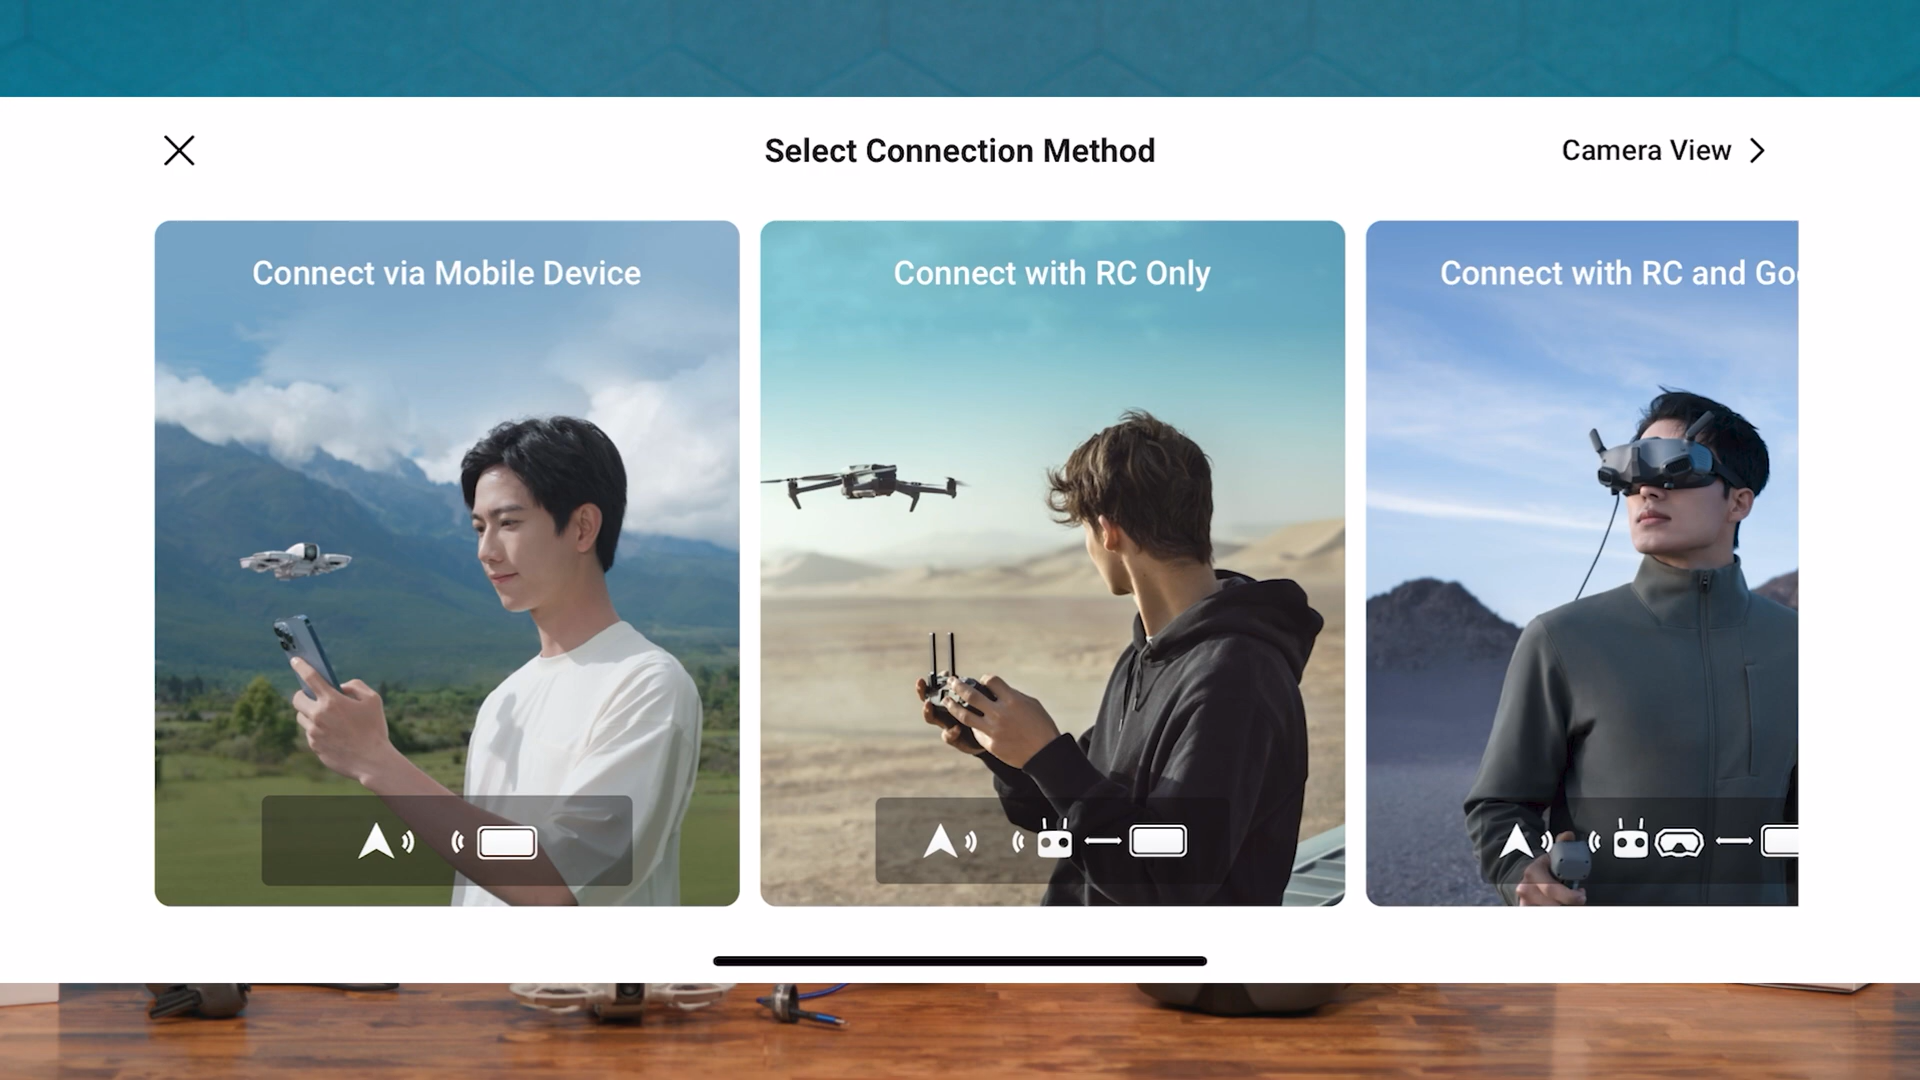 Select Connection Method
Camera View
Connect via Mobile Device
Connect with RC Only
Connect with RC and